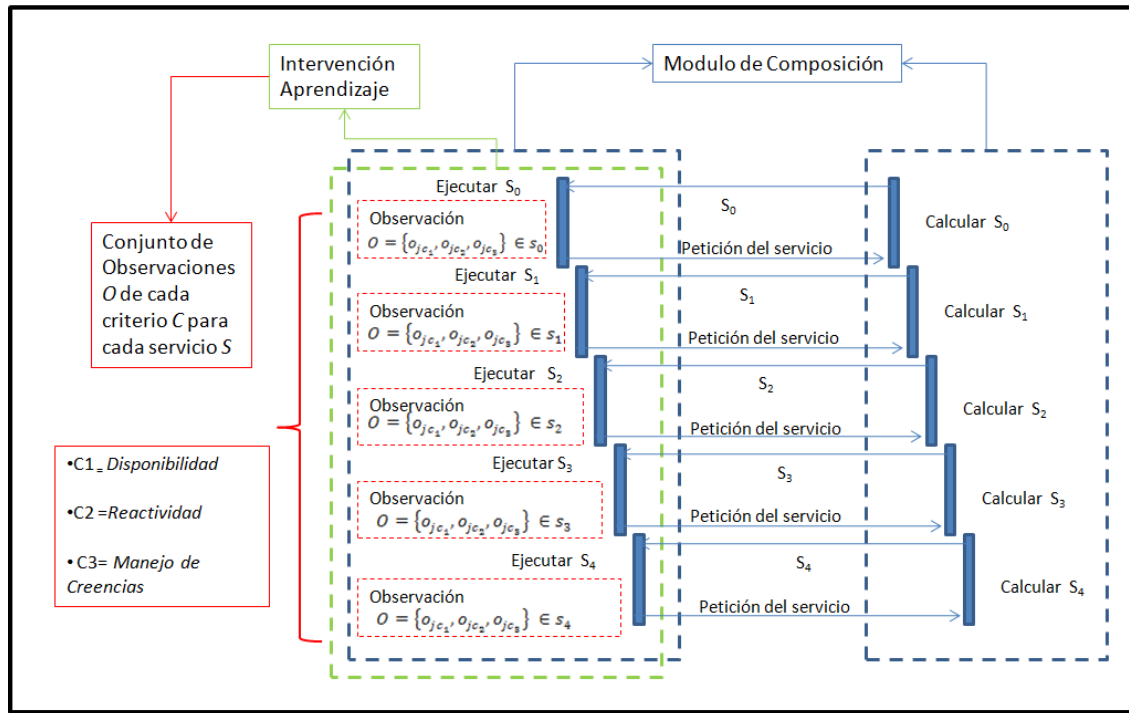 Intervención
Aprendizaje
Modulo de Composición
Conjunto de
Observaciones
O de cada
criterio C para
cada servicio S
•C1 = Disponibilidad
•C2 =Reactividad
• C3= Manejo de
Creencias
Ejecutar S0
Observación
O = {ojc1, ojc2, ojc3} ∈ s0
S0
Calcular S0
Petición del servicio
Ejecutar S1
Observación
O = {ojc1, ojc2, ojc3} ∈ s1
S1
Calcular S1
Petición del servicio
Ejecutar S2
Observación
O = {ojc1, ojc2, ojc3} ∈ s2
S2
Calcular S2
Petición del servicio
Ejecutar S3
Observación
O = {ojc1, ojc2, ojc3} ∈ s3
S3
Calcular S3
Petición del servicio
Ejecutar S4
Observación
O = {ojc1, ojc2, ojc3} ∈ s4
S4
Calcular S4
Petición del servicio